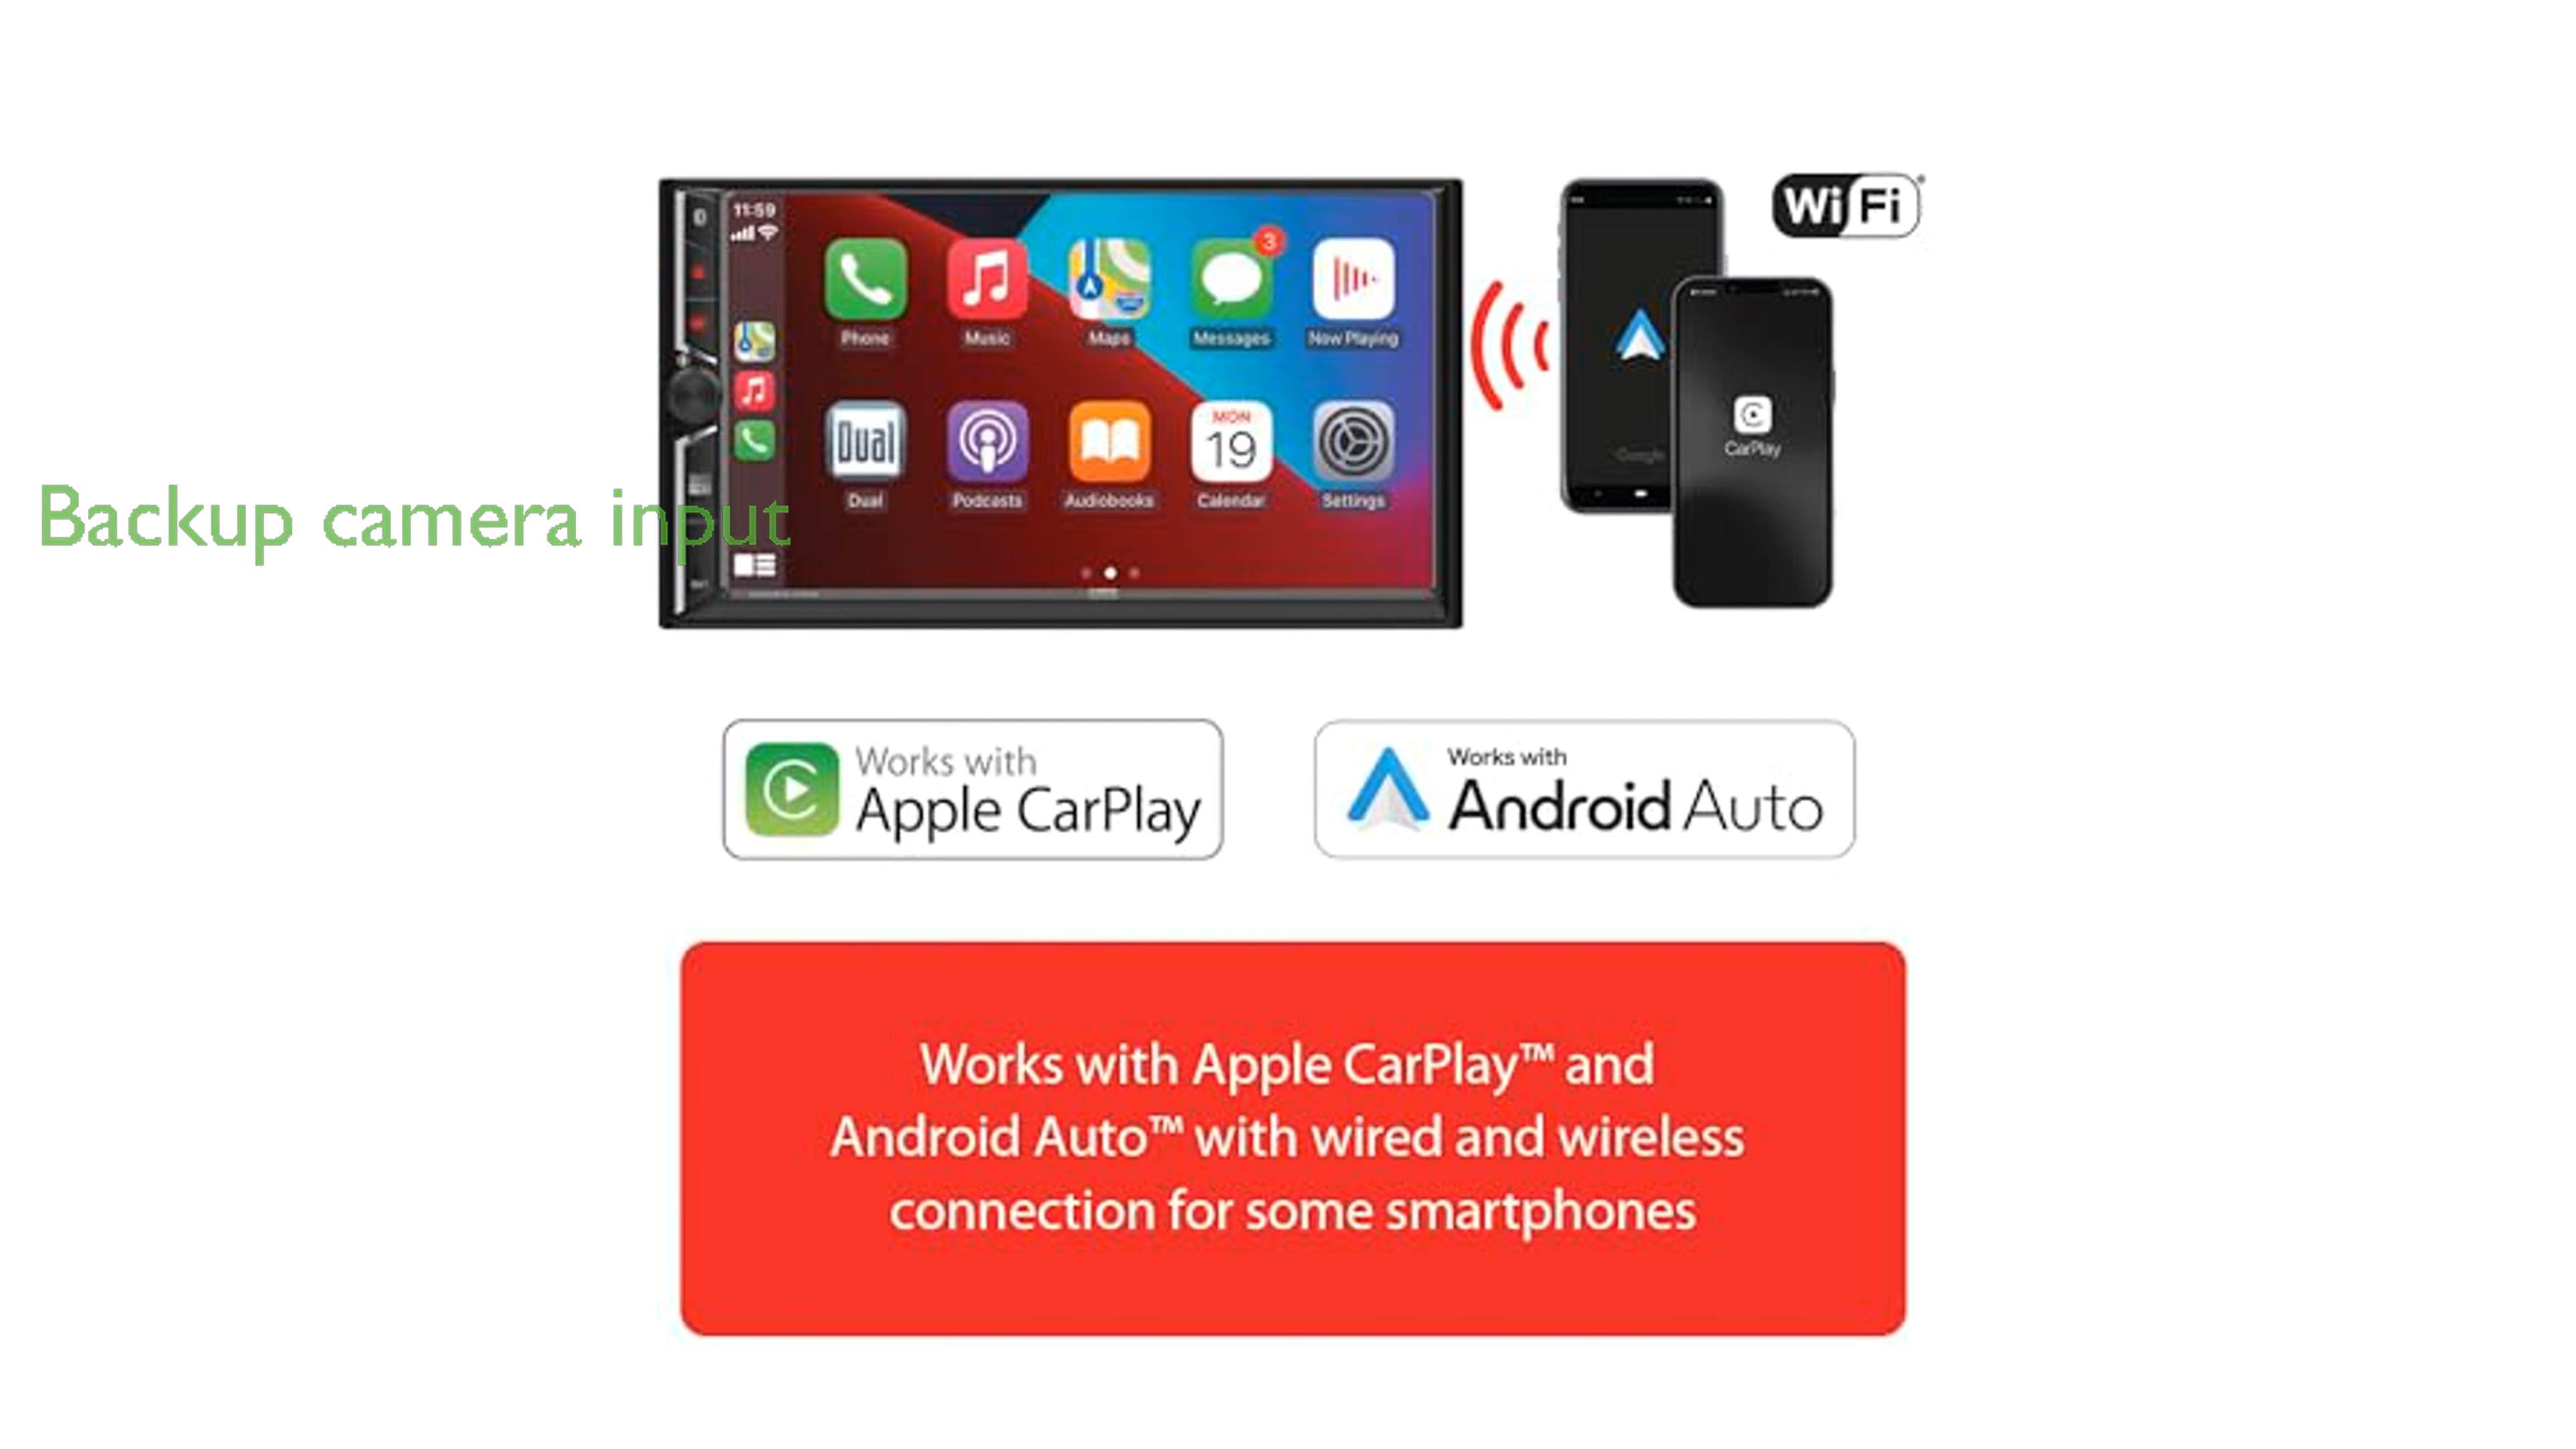 WiFi
11:59
3
Phone
Music
Maps
Messages
Now Playing
MON
19
Dual
Dual
Podcasts
Audiobooks
Calendar
Settings
Google
CarPlay
Backup camera input
Works with
Apple CarPlay
Works with
Android Auto
Works with Apple CarPlay™ and
Android Auto™ with wired and wireless
connection for some smartphones